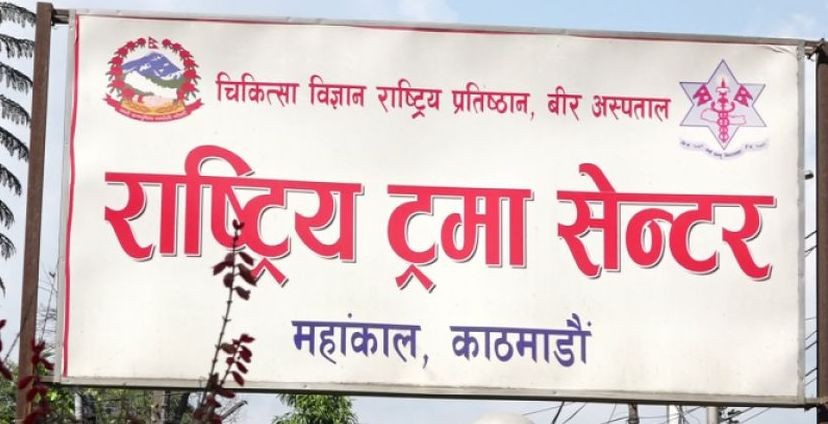 चिकित्सा विज्ञान राष्ट्रिय प्रतिष्ठान, बीर अस्पताल
राष्ट्रिय ट्रमा सेन्टर
महांकाल, काठमाडौं